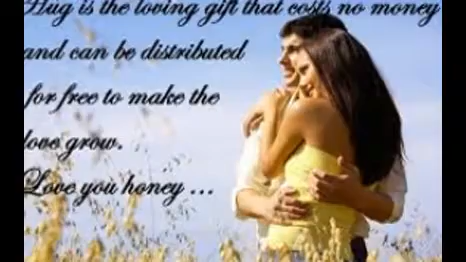 Hug is the loving gift that costs no money
and can be distributed
for free to make the
love grow.
Love you honey ...